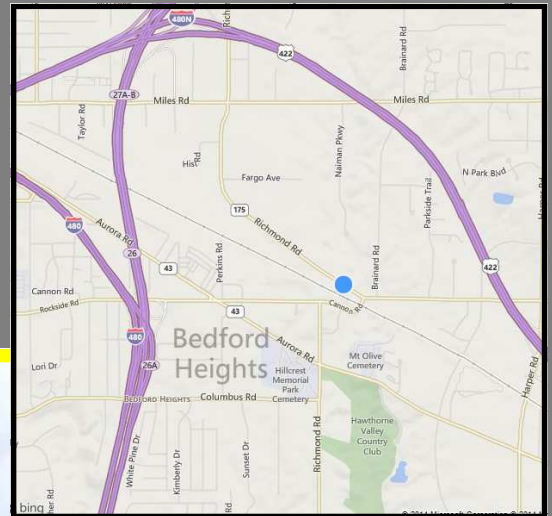 480N
Rich
422
Brainard Rd
27A-B
Miles Rd
Miles Rd
Taylor Rd
Hist Rd
Fargo Ave
Naiman Pkwy
N Park Blvd
Parkside Trail
175
Richmond Rd
480
Aurora Rd
26
43
Perkins Rd
Brainard Rd
422
Cannon Rd
Rockside Rd
Cannon Rd
43
480
Bedford
Heights
Aurora Rd
Mt Olive
Cemetery
Harper Rd
Lori Dr
26A
Hillcrest
Memorial
Park
Cemetery
BEDFORD HEIGHTS
Columbus Rd
Hawthorne
Valley
Country
Club
Richmond Rd
White Pine Dr
Kimberly Dr
Sunset Dr
Rd
bing
© 2014 Microsoft Corporation